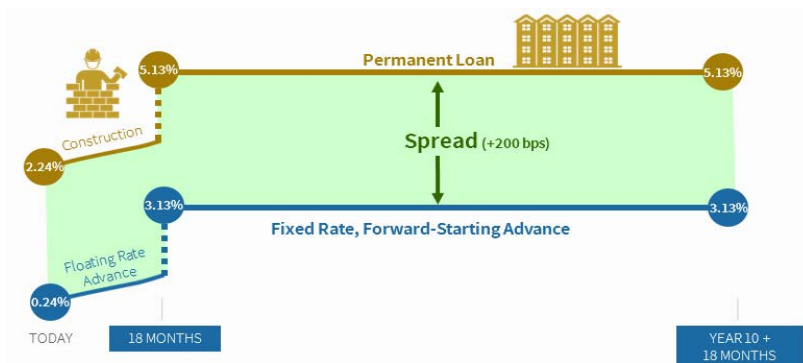 5.13%
Permanent Loan
5.13%
Construction
2.24%
Spread (+200 bps)
3.13%
3.13%
Fixed Rate, Forward-Starting Advance
Floating Rate
Advance
0.24%
TODAY
18 MONTHS
YEAR 10 +
18 MONTHS